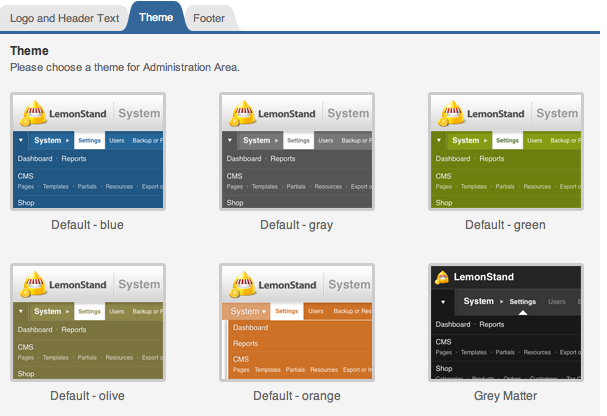 Logo and Header Text Theme Footer
Theme
Please choose a theme for Administration Area.
LemonStand System
System Settings Users Backup or R
Dashboard · Reports
CMS
Pages · Templates · Partials · Resources · Export o
Shop
Default - blue
LemonStand System
System Settings Users Backup or R
Dashboard · Reports
CMS
Pages · Templates · Partials · Resources · Export o
Shop
Default - gray
LemonStand System
System Settings Users Backup or R
Dashboard · Reports
CMS
Pages · Templates · Partials · Resources · Export o
Shop
Default - green
LemonStand System
System Settings Users Backup or R
Dashboard · Reports
CMS
Pages · Templates · Partials · Resources · Export or
Shop
Default - olive
LemonStand System
System Settings Users Backup or Res
Dashboard
Reports
CMS
Pages · Templates · Partials · Resources · Export or I
Default - orange
LemonStand
System Settings Users
Dashboard · Reports
CMS
Pages · Templates · Partials · Resources · Export o
Shop
Grey Matter